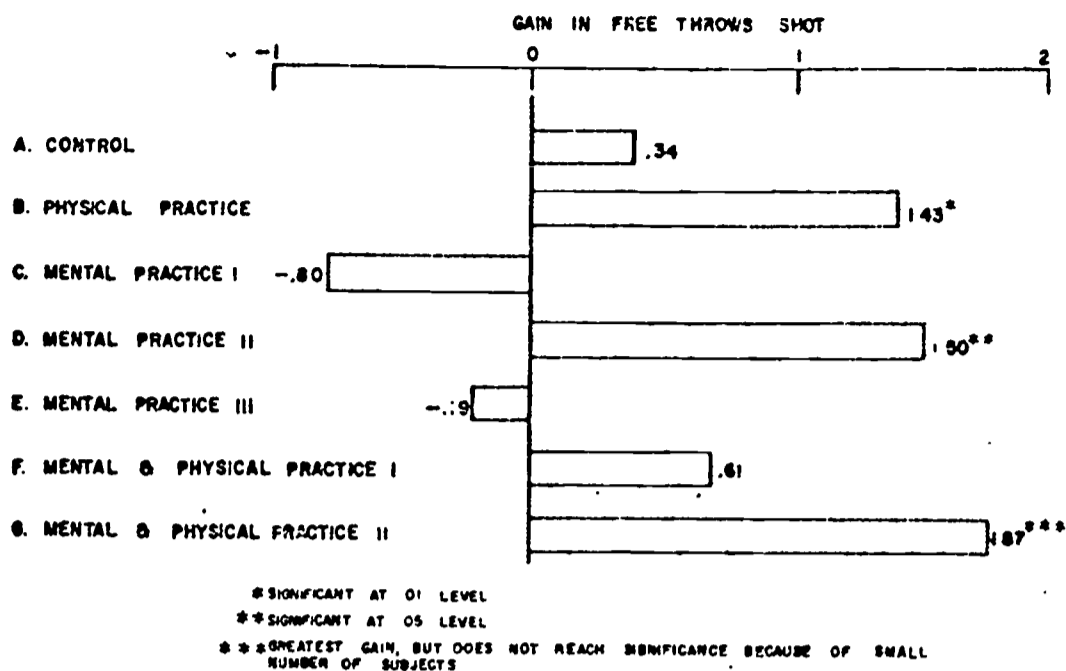 GAIN IN FREE THROWS SHOT
-1 0 1 2
A. CONTROL .34
B. PHYSICAL PRACTICE 1.43*
C. MENTAL PRACTICE I -.80
D. MENTAL PRACTICE II 1.50**
E. MENTAL PRACTICE III -.19
F. MENTAL & PHYSICAL PRACTICE I .61
G. MENTAL & PHYSICAL PRACTICE II 1.87***
*SIGNIFICANT AT 01 LEVEL
**SIGNIFICANT AT 05 LEVEL
***GREATEST GAIN, BUT DOES NOT REACH SIGNIFICANCE BECAUSE OF SMALL
NUMBER OF SUBJECTS